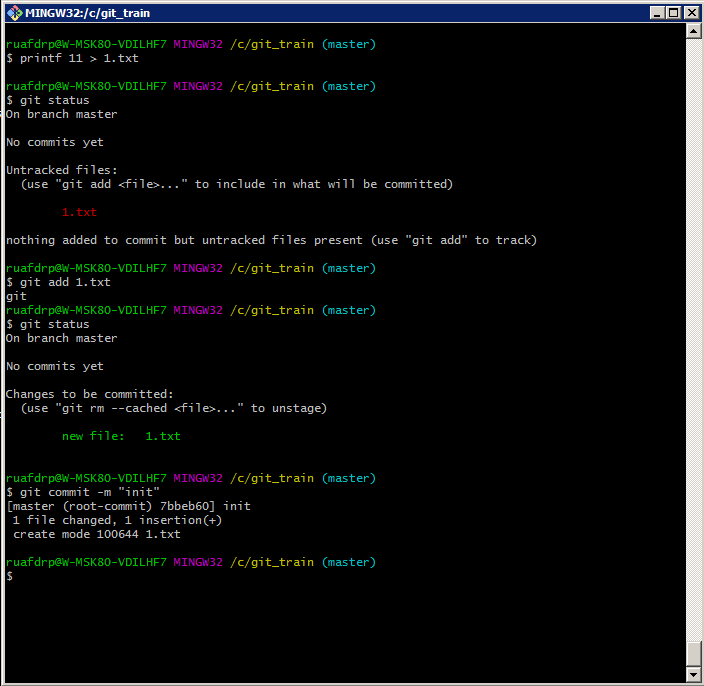 MINGW32:/c/git_train
ruafdrp@W-MSK80-VDILHF7 MINGW32 /c/git_train (master)
$ printf 11 > 1.txt
ruafdrp@W-MSK80-VDILHF7 MINGW32 /c/git_train (master)
$ git status
On branch master
No commits yet
Untracked files:
  (use "git add <file>..." to include in what will be committed)
        1.txt
nothing added to commit but untracked files present (use "git add" to track)
ruafdrp@W-MSK80-VDILHF7 MINGW32 /c/git_train (master)
$ git add 1.txt
git
ruafdrp@W-MSK80-VDILHF7 MINGW32 /c/git_train (master)
$ git status
On branch master
No commits yet
Changes to be committed:
  (use "git rm --cached <file>..." to unstage)
        new file:   1.txt
ruafdrp@W-MSK80-VDILHF7 MINGW32 /c/git_train (master)
$ git commit -m "init"
[master (root-commit) 7bbeb60] init
 1 file changed, 1 insertion(+)
 create mode 100644 1.txt
ruafdrp@W-MSK80-VDILHF7 MINGW32 /c/git_train (master)
$